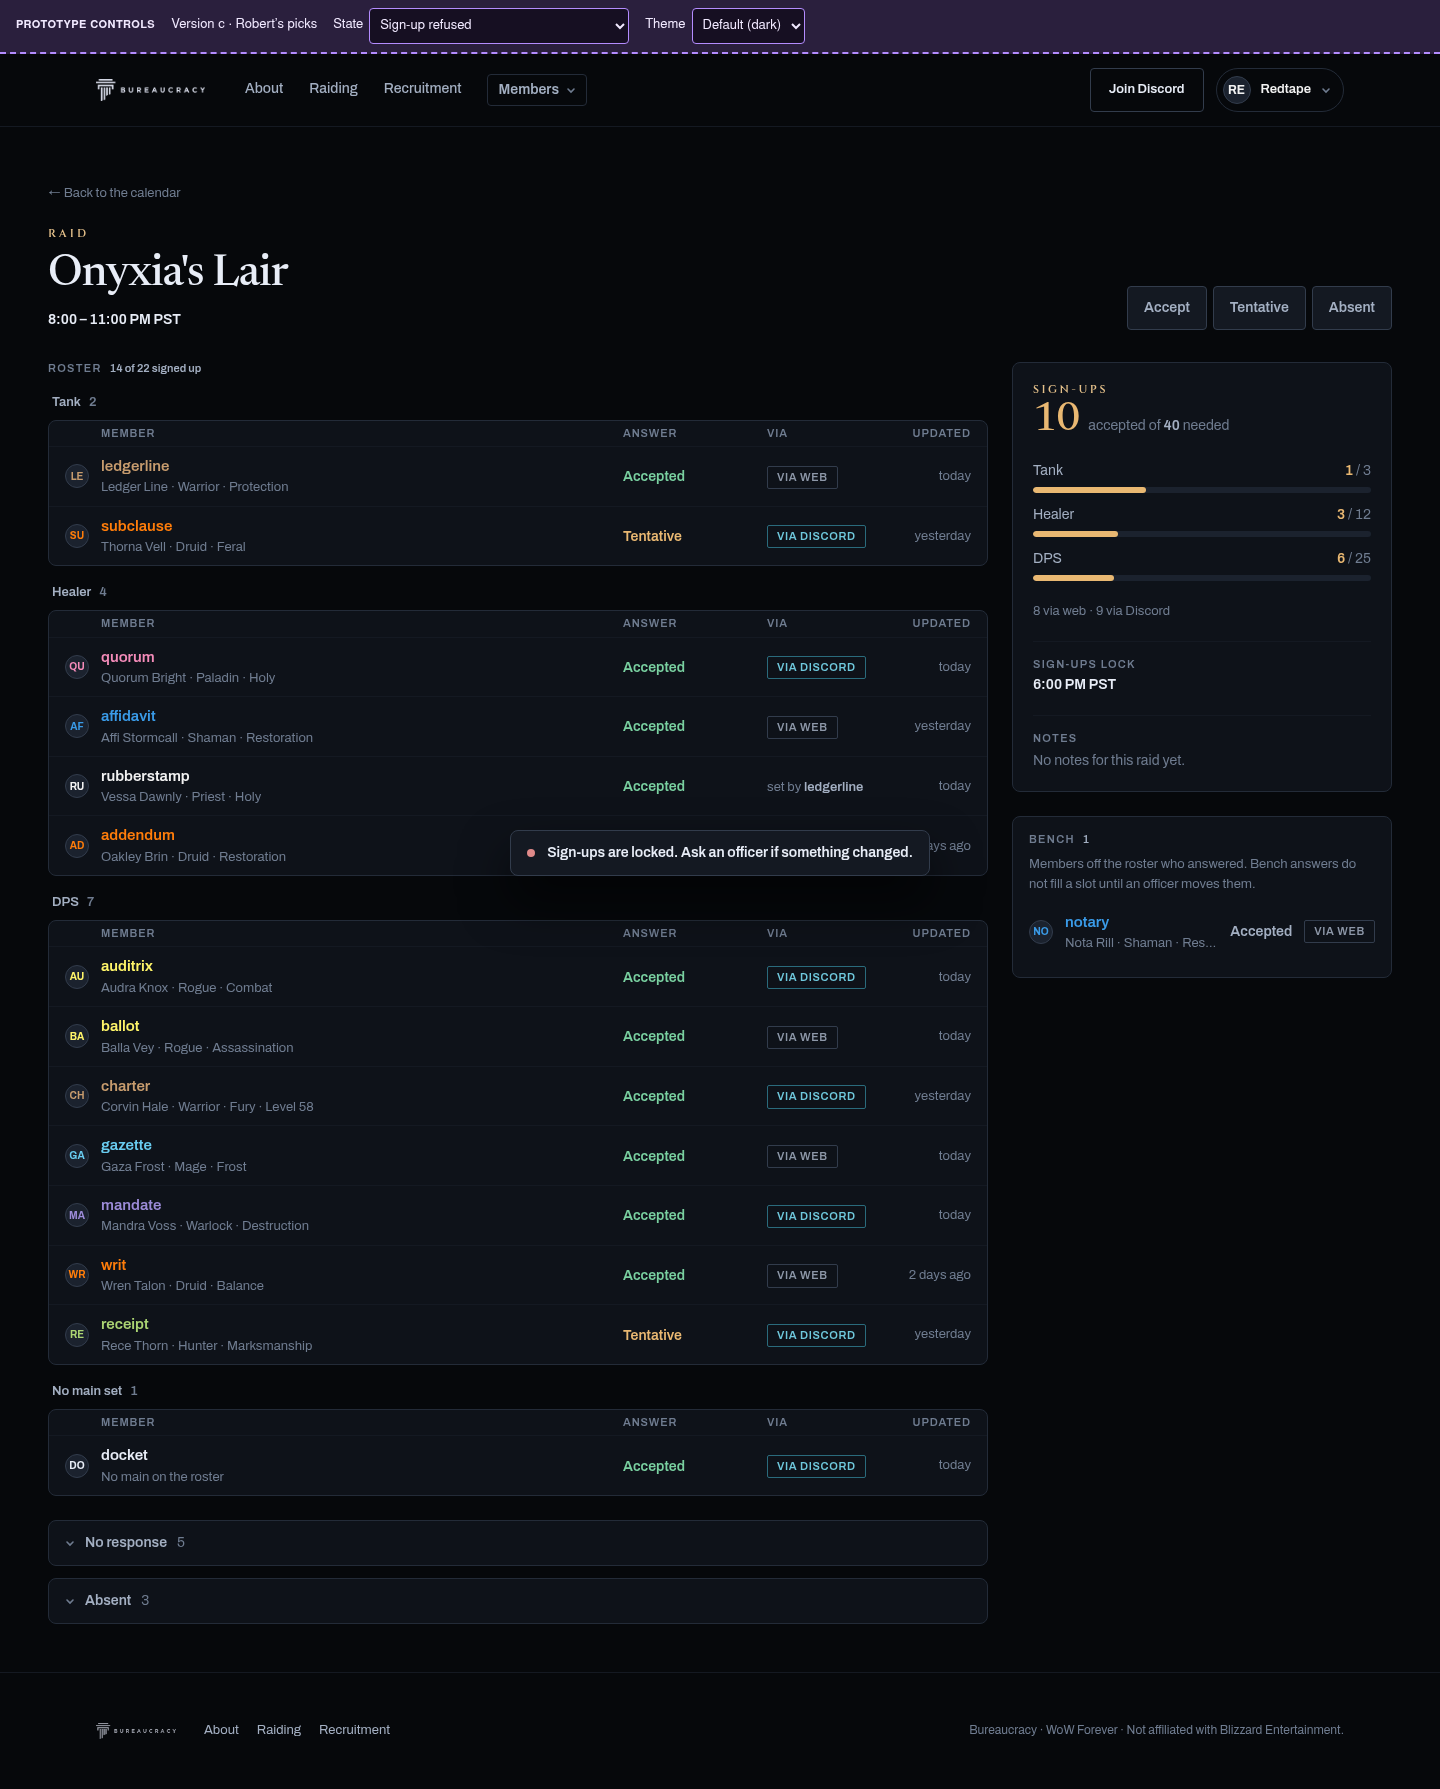 PROTOTYPE CONTROLS Version c · Robert's picks State Sign-up refused Theme Default (dark)
BUREAUCRACY About Raiding Recruitment Members Join Discord RE Redtape
← Back to the calendar
RAID
Onyxia's Lair
8:00 – 11:00 PM PST
Accept Tentative Absent
ROSTER 14 of 22 signed up
Tank 2
MEMBER ANSWER VIA UPDATED
LE ledgerline Accepted VIA WEB today
Ledger Line · Warrior · Protection
SU subclause Tentative VIA DISCORD yesterday
Thorna Vell · Druid · Feral
Healer 4
MEMBER ANSWER VIA UPDATED
QU quorum Accepted VIA DISCORD today
Quorum Bright · Paladin · Holy
AF affidavit Accepted VIA WEB yesterday
Affi Stormcall · Shaman · Restoration
RU rubberstamp Accepted set by ledgerline today
Vessa Dawnly · Priest · Holy
AD addendum ays ago
Oakley Brin · Druid · Restoration
Sign-ups are locked. Ask an officer if something changed.
DPS 7
MEMBER ANSWER VIA UPDATED
AU auditrix Accepted VIA DISCORD today
Audra Knox · Rogue · Combat
BA ballot Accepted VIA WEB today
Balla Vey · Rogue · Assassination
CH charter Accepted VIA DISCORD yesterday
Corvin Hale · Warrior · Fury · Level 58
GA gazette Accepted VIA WEB today
Gaza Frost · Mage · Frost
MA mandate Accepted VIA DISCORD today
Mandra Voss · Warlock · Destruction
WR writ Accepted VIA WEB 2 days ago
Wren Talon · Druid · Balance
RE receipt Tentative VIA DISCORD yesterday
Rece Thorn · Hunter · Marksmanship
No main set 1
MEMBER ANSWER VIA UPDATED
DO docket Accepted VIA DISCORD today
No main on the roster
No response 5
Absent 3
SIGN-UPS
10 accepted of 40 needed
Tank 1 / 3
Healer 3 / 12
DPS 6 / 25
8 via web · 9 via Discord
SIGN-UPS LOCK
6:00 PM PST
NOTES
No notes for this raid yet.
BENCH 1
Members off the roster who answered. Bench answers do
not fill a slot until an officer moves them.
NO notary Accepted VIA WEB
Nota Rill · Shaman · Res...
BUREAUCRACY About Raiding Recruitment
Bureaucracy · WoW Forever · Not affiliated with Blizzard Entertainment.